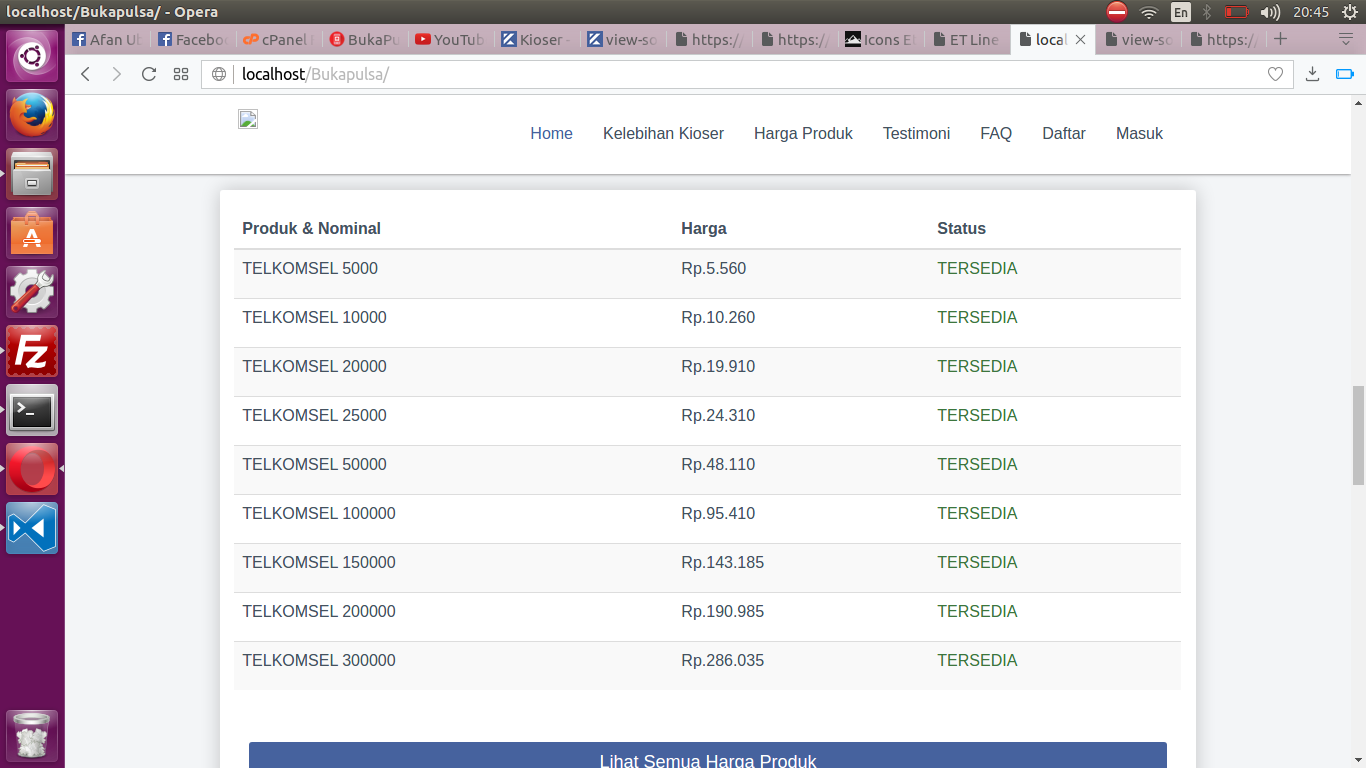 localhost/Bukapulsa/ - Opera
En
20:45
Afan Ub
Faceboo
cPanel F
BukaPu
YouTub
Kioser -
view-so
https:/
https:/
Icons E
ET Line
local
view-so
https:/
localhost/Bukapulsa/
Home Kelebihan Kioser Harga Produk Testimoni FAQ Daftar Masuk
Produk & Nominal Harga Status
TELKOMSEL 5000 Rp.5.560 TERSEDIA
TELKOMSEL 10000 Rp.10.260 TERSEDIA
TELKOMSEL 20000 Rp.19.910 TERSEDIA
TELKOMSEL 25000 Rp.24.310 TERSEDIA
TELKOMSEL 50000 Rp.48.110 TERSEDIA
TELKOMSEL 100000 Rp.95.410 TERSEDIA
TELKOMSEL 150000 Rp.143.185 TERSEDIA
TELKOMSEL 200000 Rp.190.985 TERSEDIA
TELKOMSEL 300000 Rp.286.035 TERSEDIA
Lihat Semua Harga Produk